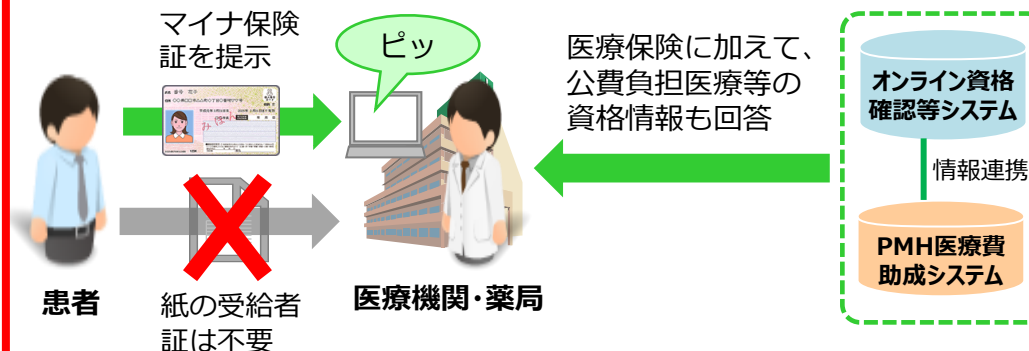 マイナ保険
証を提示
ピッ
医療保険に加えて、
公費負担医療等の
資格情報も回答
オンライン資格
確認等システム
情報連携
PMH医療費
助成システム
患者
紙の受給者
証は不要
医療機関・薬局